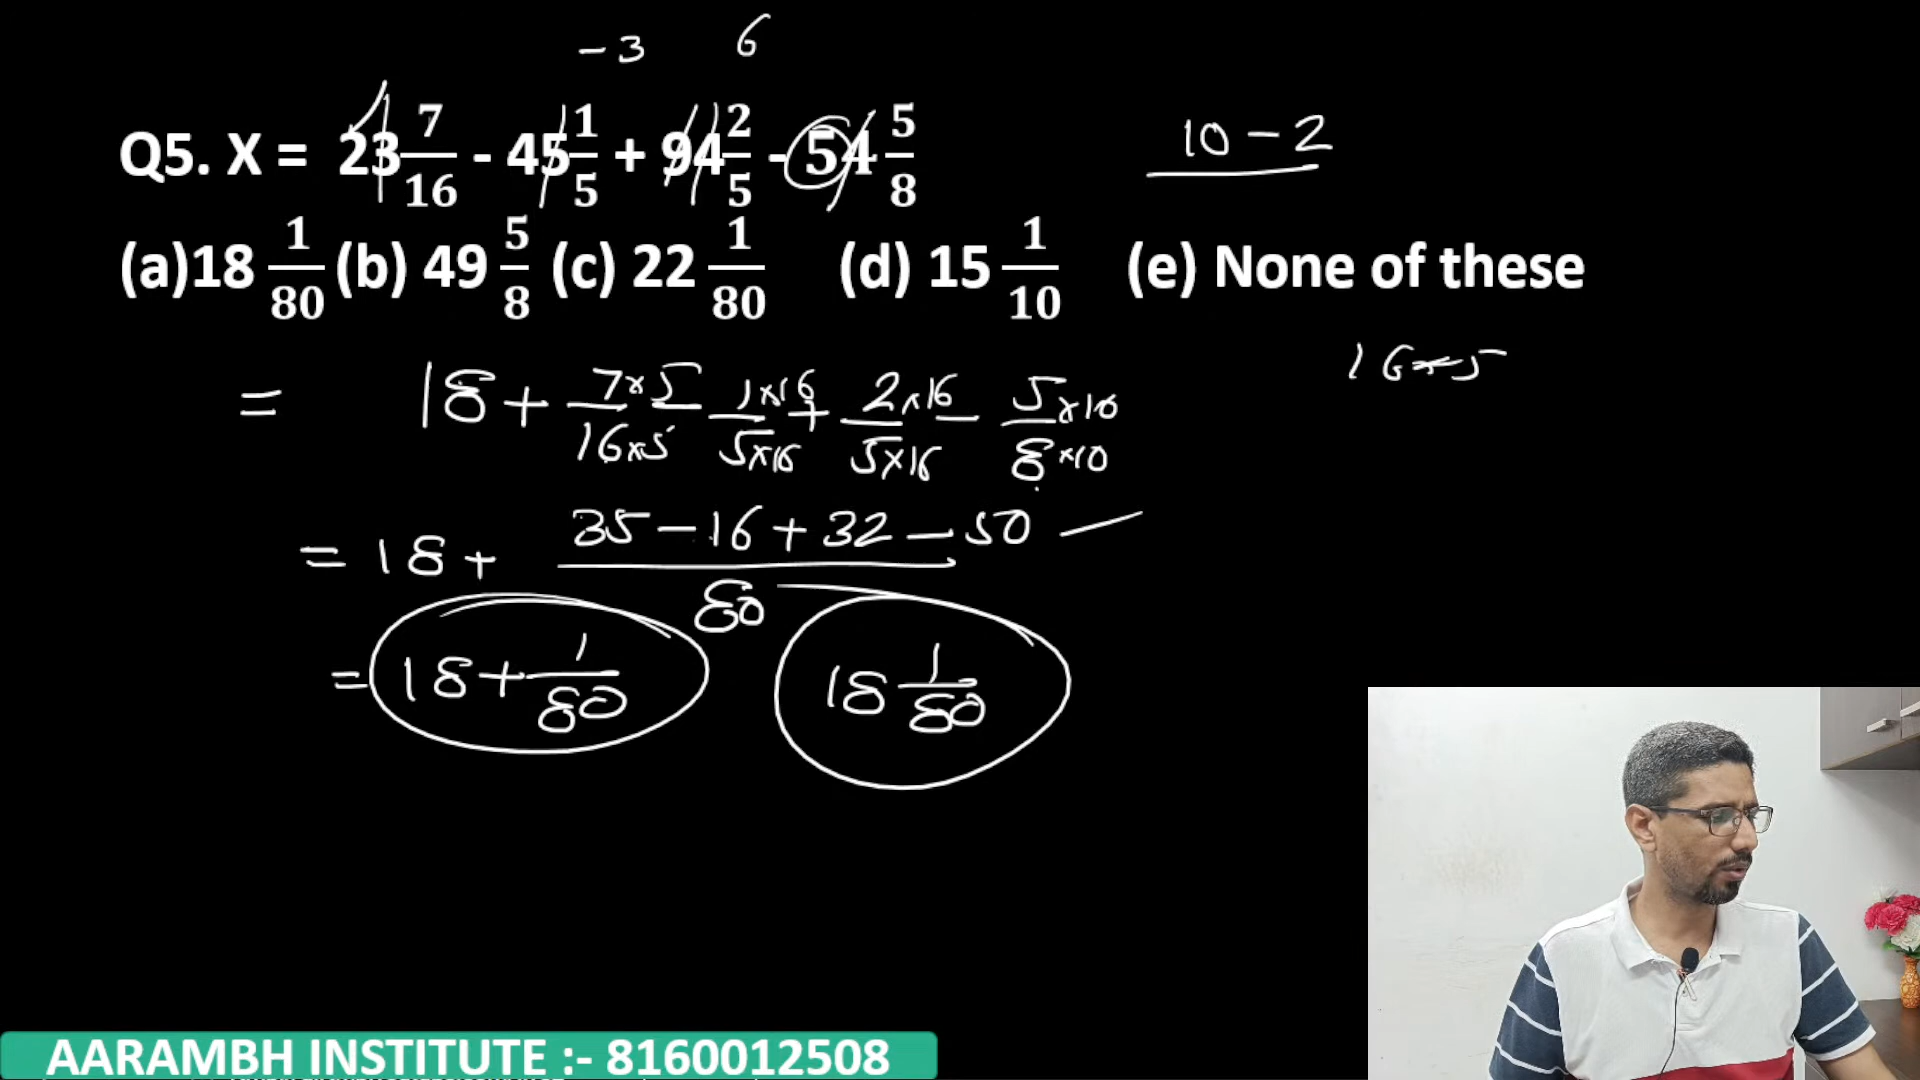 - 3 6
Q5. X = 23 7/16 - 45 1/5 + 94 2/5 - 54 5/8
10 - 2
(a)18 1/80 (b) 49 5/8 (c) 22 1/80 (d) 15 1/10 (e) None of these
16×5
= 18 + 7×5/16×5 - 1×16/5×16 + 2×16/5×16 - 5×10/8×10
= 18 + 35 - 16 + 32 - 50/80
= 18 + 1/80 18 1/80
AARAMBH INSTITUTE :- 8160012508